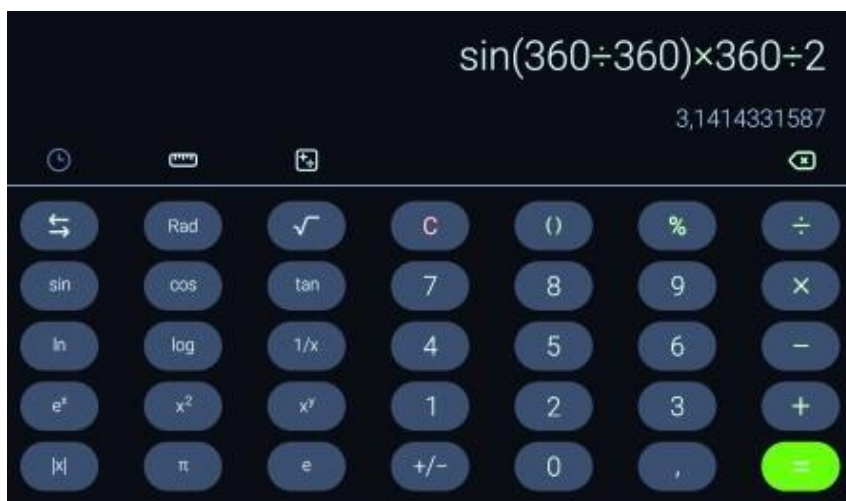 sin(360÷360)×360÷2
3,1414331587
Rad √ C () % ÷
sin cos tan 7 8 9 ×
ln log 1/x 4 5 6 −
eˣ x² xʸ 1 2 3 +
|x| π e +/− 0 , =